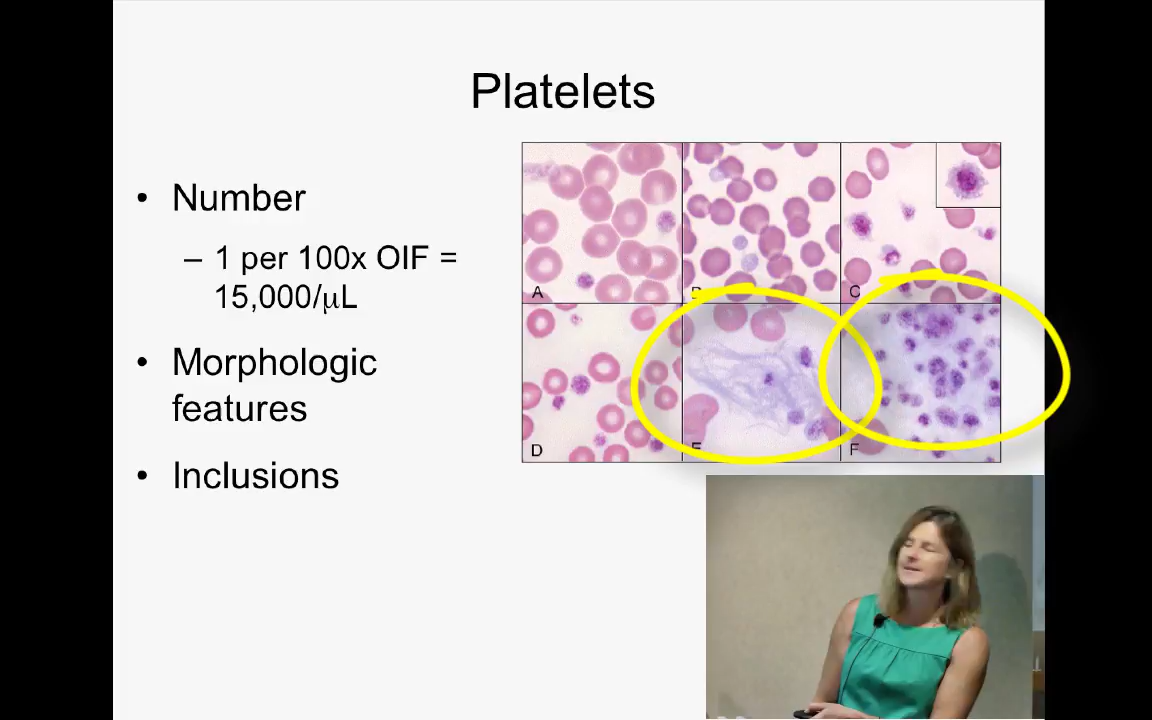 Platelets
• Number
– 1 per 100x OIF =
15,000/μL
• Morphologic
features
• Inclusions
A
C
D
E
F